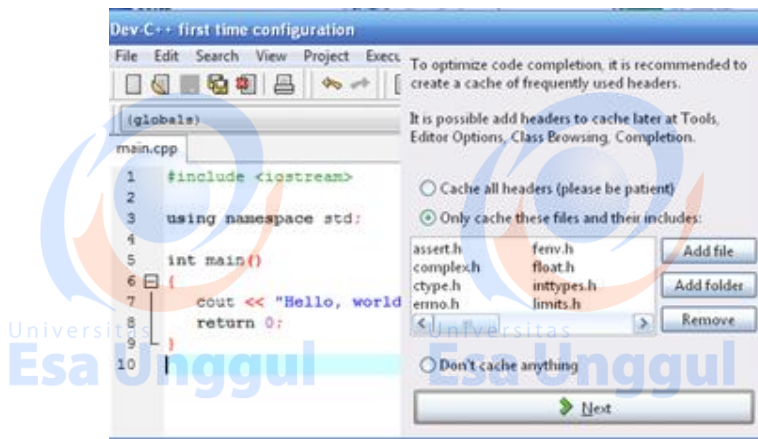 Dev-C++ first time configuration
File Edit Search View Project Execu
(globals)
main.cpp
1 #include <iostream>
2
3 using namespace std;
4
5 int main()
6 {
7 cout << "Hello, world
8 return 0;
9 }
10
To optimize code completion, it is recommended to
create a cache of frequently used headers.
It is possible add headers to cache later at Tools,
Editor Options, Class Browsing, Completion.
Cache all headers (please be patient)
Only cache these files and their includes:
assert.h fenv.h
complex.h float.h
ctype.h inttypes.h
errno.h limits.h
Add file
Add folder
Remove
Don't cache anything
Next
Universitas
Esa Unggul
Universitas
Esa Unggul